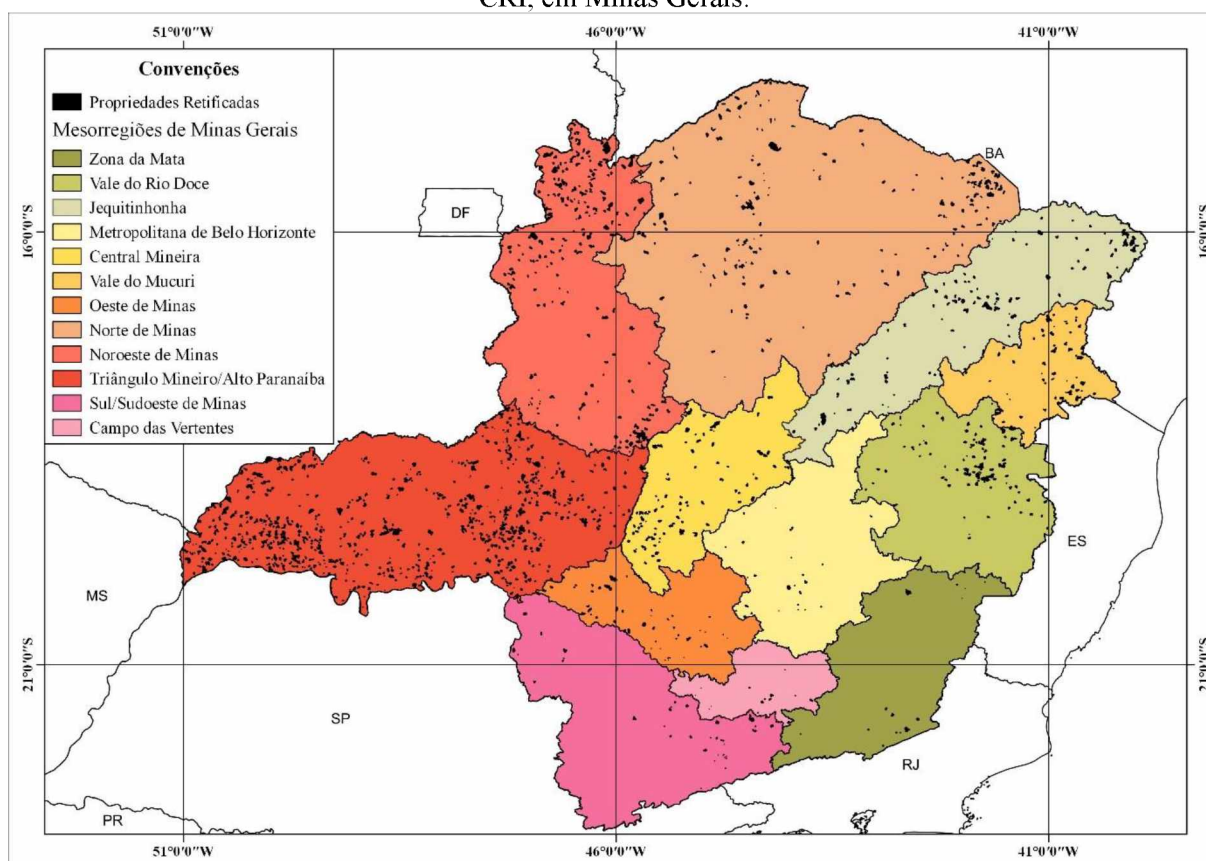 CRI, em Minas Gerais.
51°0'0"W
46°0'0"W
41°0'0"W
Convenções
Propriedades Retificadas
Mesorregiões de Minas Gerais
Zona da Mata
Vale do Rio Doce
Jequitinhonha
Metropolitana de Belo Horizonte
Central Mineira
Vale do Mucuri
Oeste de Minas
Norte de Minas
Noroeste de Minas
Triângulo Mineiro/Alto Paranaíba
Sul/Sudoeste de Minas
Campo das Vertentes
BA
DF
16°0'0"S
16°0'0"S
ES
MS
21°0'0"S
21°0'0"S
SP
RJ
PR
51°0'0"W
46°0'0"W
41°0'0"W